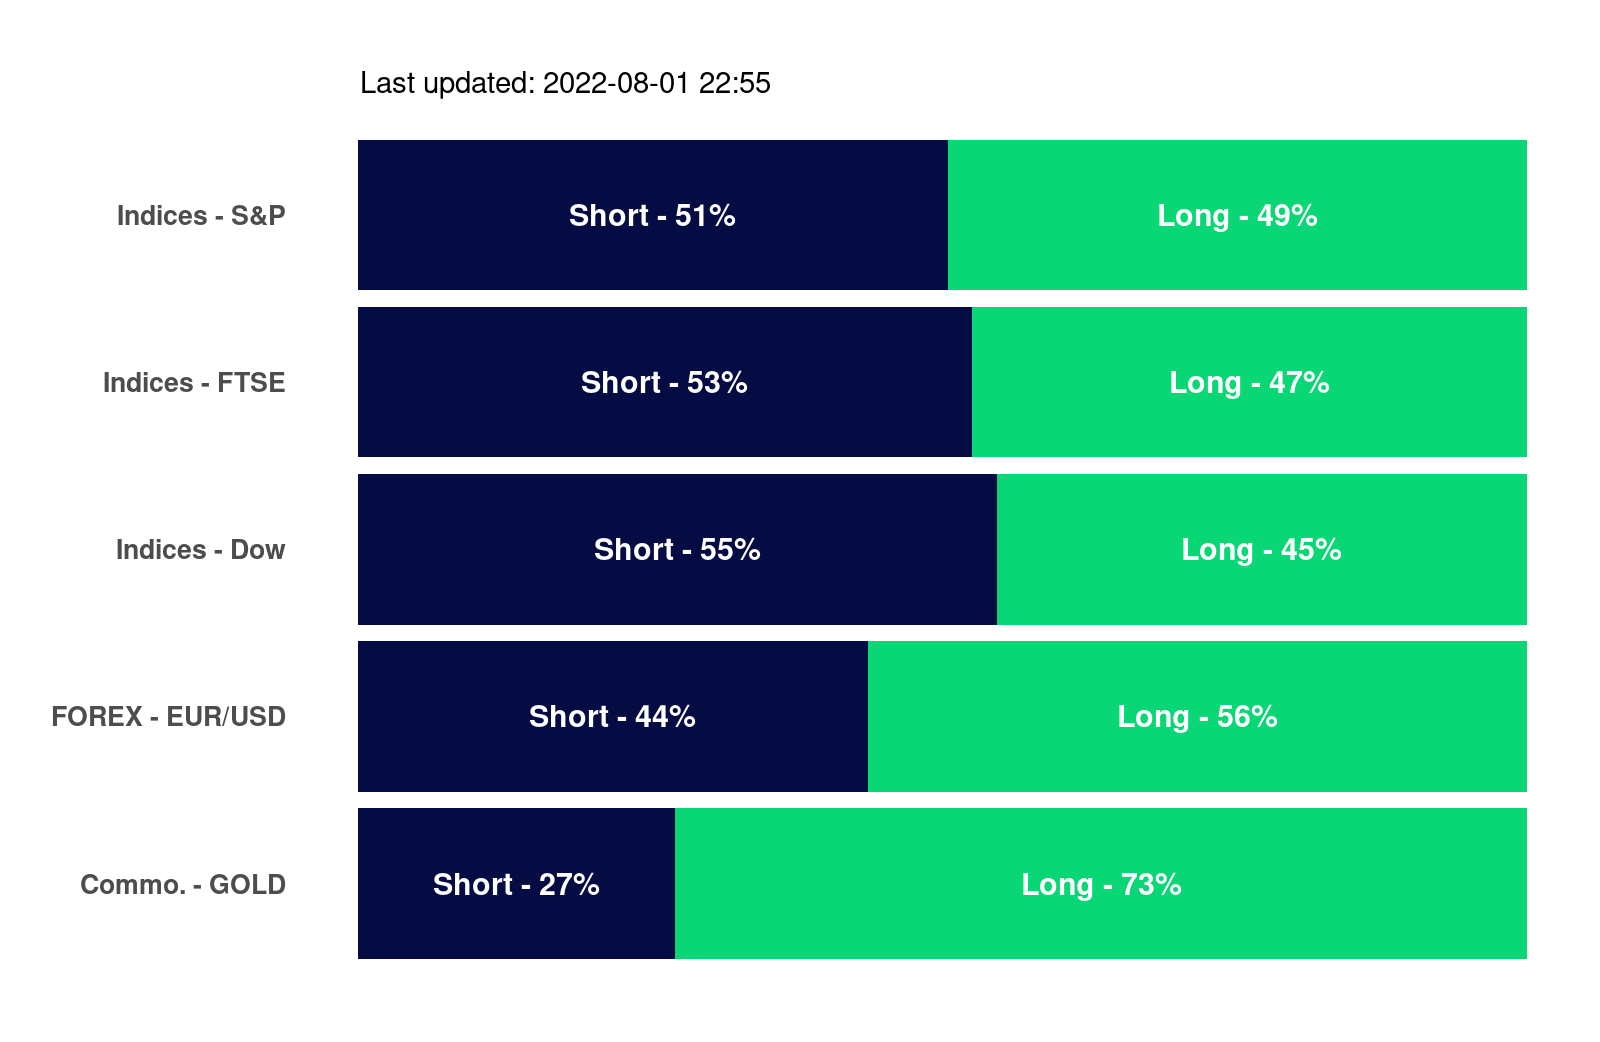 Last updated: 2022-08-01 22:55
Indices - S&P
Short - 51%
Long - 49%
Indices - FTSE
Short - 53%
Long - 47%
Indices - Dow
Short - 55%
Long - 45%
FOREX - EUR/USD
Short - 44%
Long - 56%
Commo. - GOLD
Short - 27%
Long - 73%